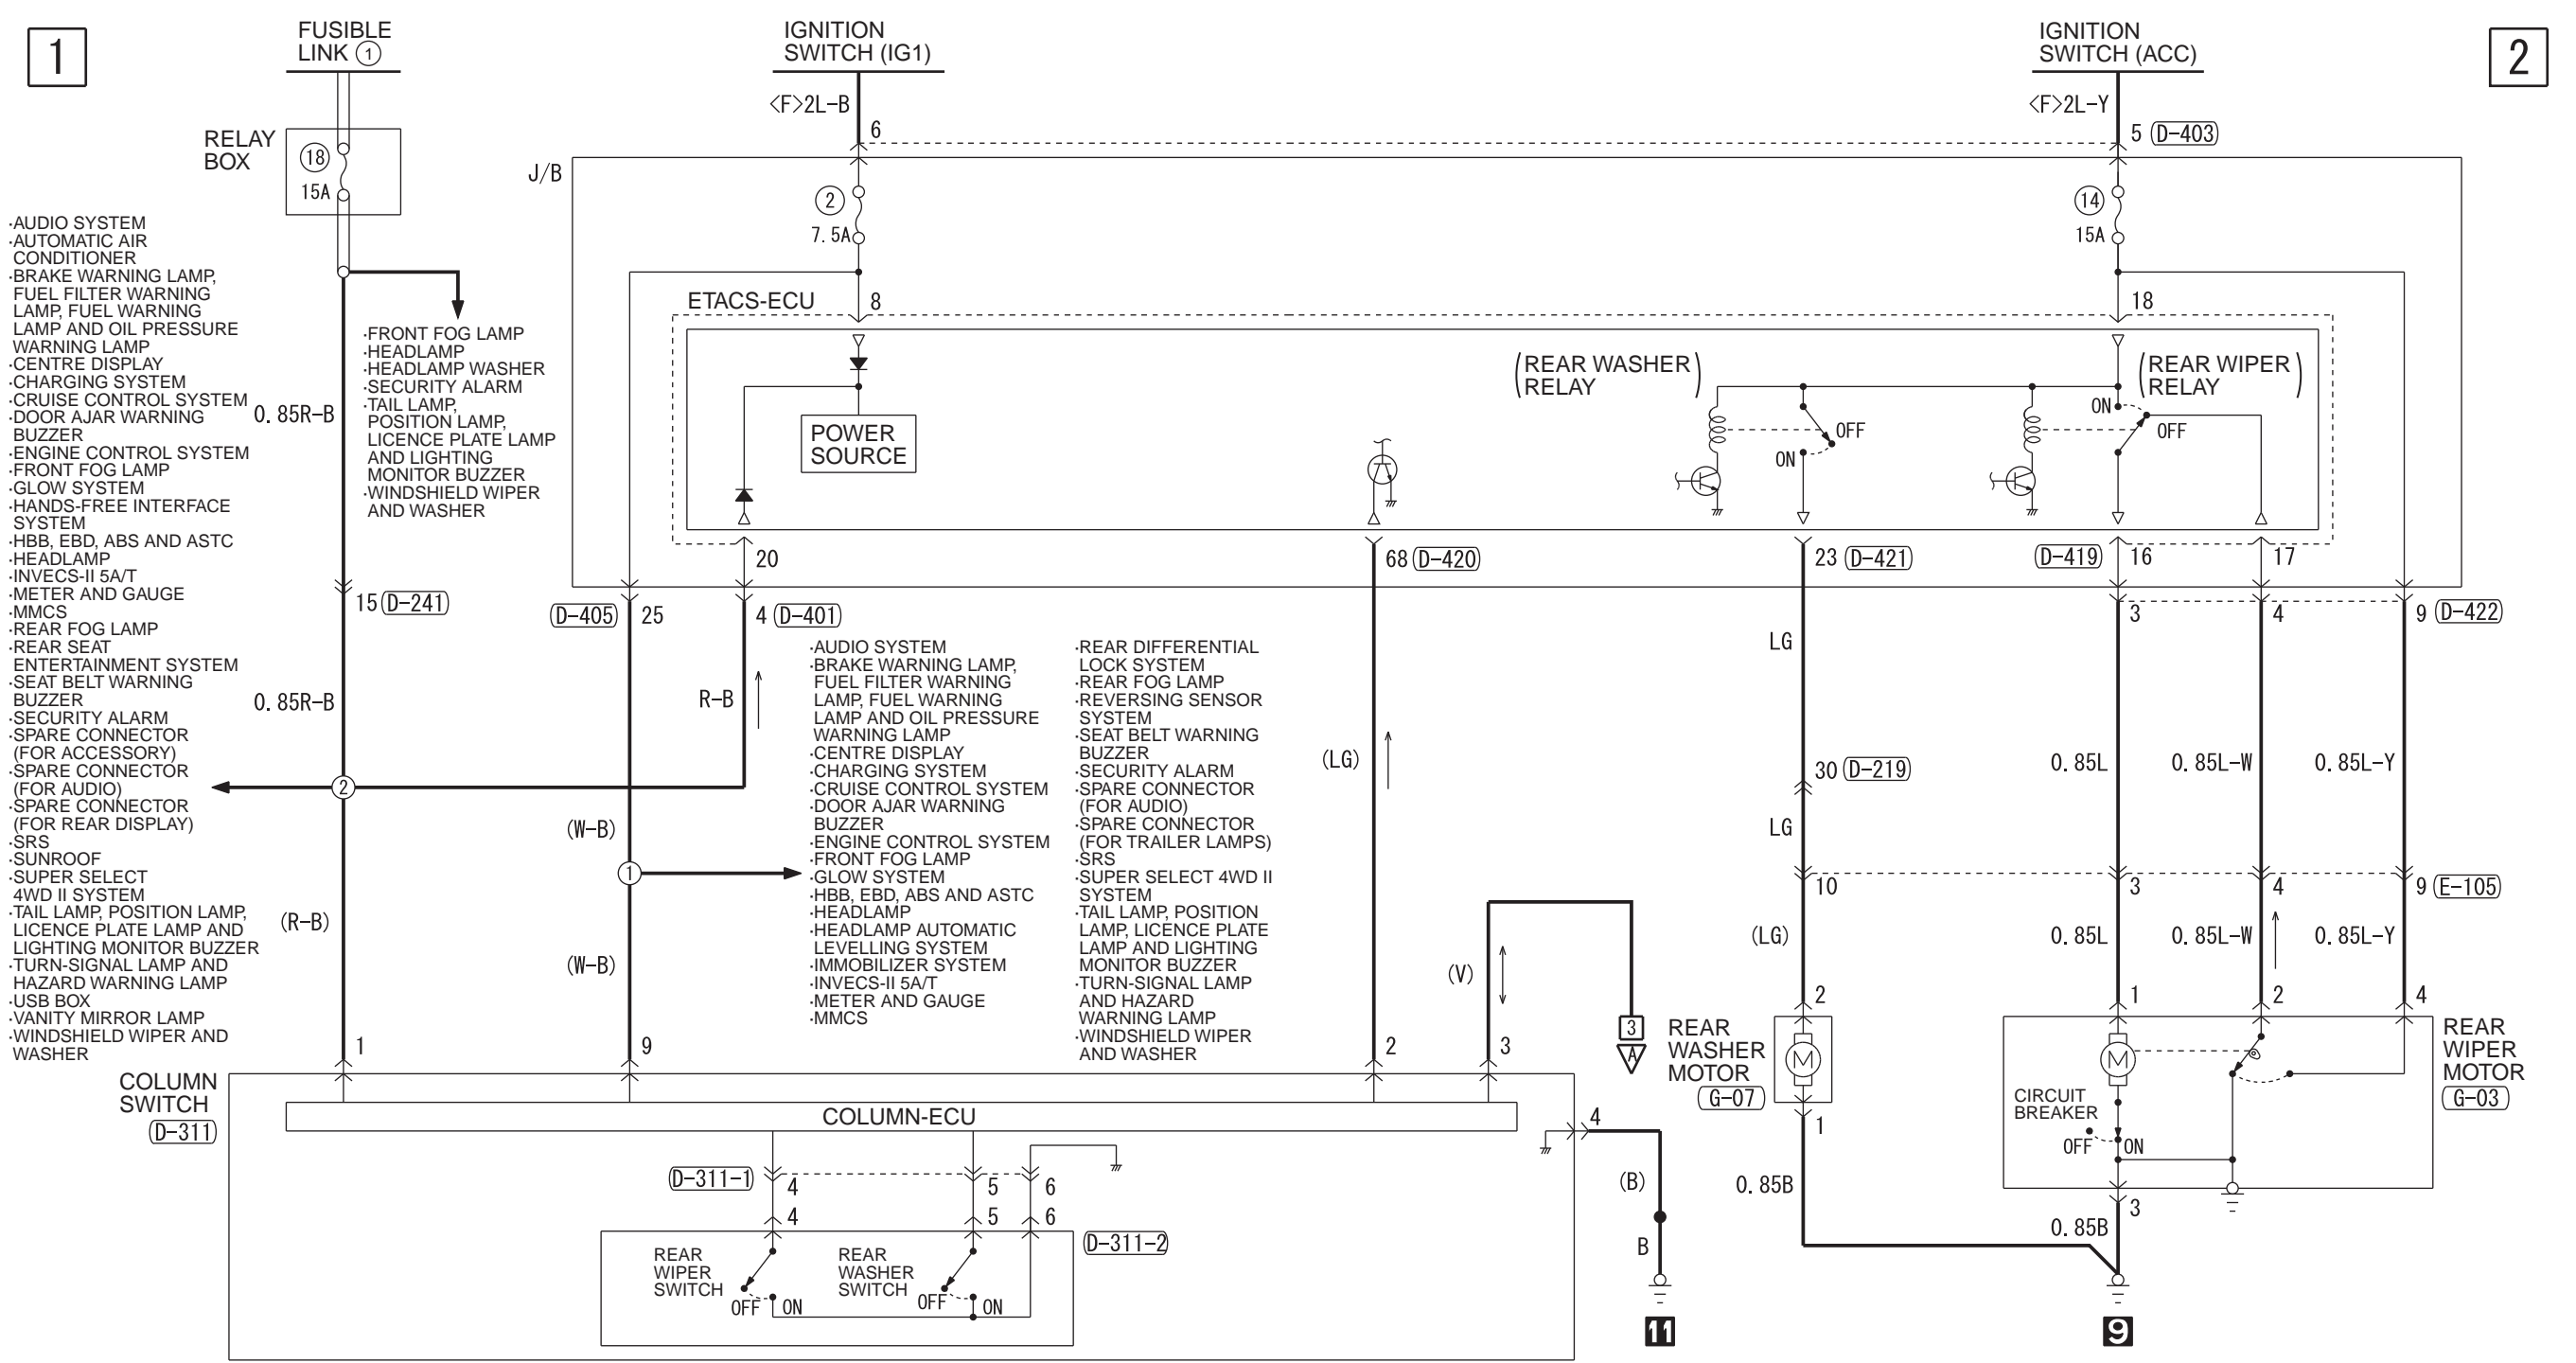 1
FUSIBLE
LINK ①
IGNITION
SWITCH (IG1)
IGNITION
SWITCH (ACC)
2
<F>2L-B
<F>2L-Y
6
5 D-403
RELAY
BOX
18
15A
J/B
2
7.5A
14
15A
·AUDIO SYSTEM
·AUTOMATIC AIR
CONDITIONER
·BRAKE WARNING LAMP,
FUEL FILTER WARNING
LAMP, FUEL WARNING
LAMP AND OIL PRESSURE
WARNING LAMP
·CENTRE DISPLAY
·CHARGING SYSTEM
·CRUISE CONTROL SYSTEM
·DOOR AJAR WARNING
BUZZER
·ENGINE CONTROL SYSTEM
·FRONT FOG LAMP
·GLOW SYSTEM
·HANDS-FREE INTERFACE
SYSTEM
·HBB, EBD, ABS AND ASTC
·HEADLAMP
·INVECS-II 5A/T
·METER AND GAUGE
·MMCS
·REAR FOG LAMP
·REAR SEAT
ENTERTAINMENT SYSTEM
·SEAT BELT WARNING
BUZZER
·SECURITY ALARM
·SPARE CONNECTOR
(FOR ACCESSORY)
·SPARE CONNECTOR
(FOR AUDIO)
·SPARE CONNECTOR
(FOR REAR DISPLAY)
·SRS
·SUNROOF
·SUPER SELECT
4WD II SYSTEM
·TAIL LAMP, POSITION LAMP,
LICENCE PLATE LAMP AND
LIGHTING MONITOR BUZZER
·TURN-SIGNAL LAMP AND
HAZARD WARNING LAMP
·USB BOX
·VANITY MIRROR LAMP
·WINDSHIELD WIPER AND
WASHER
·FRONT FOG LAMP
·HEADLAMP
·HEADLAMP WASHER
·SECURITY ALARM
·TAIL LAMP,
POSITION LAMP,
LICENCE PLATE LAMP
AND LIGHTING
MONITOR BUZZER
·WINDSHIELD WIPER
AND WASHER
0.85R-B
15 D-241
0.85R-B
2
(R-B)
1
ETACS-ECU
8
18
POWER
SOURCE
(REAR WASHER
RELAY)
(REAR WIPER
RELAY)
OFF
ON
ON
OFF
20
68 D-420
23 D-421
D-419 16
17
D-405 25
4 D-401
3
4
9 D-422
R-B
(W-B)
1
(W-B)
9
·AUDIO SYSTEM
·BRAKE WARNING LAMP,
FUEL FILTER WARNING
LAMP, FUEL WARNING
LAMP AND OIL PRESSURE
WARNING LAMP
·CENTRE DISPLAY
·CHARGING SYSTEM
·CRUISE CONTROL SYSTEM
·DOOR AJAR WARNING
BUZZER
·ENGINE CONTROL SYSTEM
·FRONT FOG LAMP
·GLOW SYSTEM
·HBB, EBD, ABS AND ASTC
·HEADLAMP
·HEADLAMP AUTOMATIC
LEVELLING SYSTEM
·IMMOBILIZER SYSTEM
·INVECS-II 5A/T
·METER AND GAUGE
·MMCS
·REAR DIFFERENTIAL
LOCK SYSTEM
·REAR FOG LAMP
·REVERSING SENSOR
SYSTEM
·SEAT BELT WARNING
BUZZER
·SECURITY ALARM
·SPARE CONNECTOR
(FOR AUDIO)
·SPARE CONNECTOR
(FOR TRAILER LAMPS)
·SRS
·SUPER SELECT 4WD II
SYSTEM
·TAIL LAMP, POSITION
LAMP, LICENCE PLATE
LAMP AND LIGHTING
MONITOR BUZZER
·TURN-SIGNAL LAMP
AND HAZARD
WARNING LAMP
·WINDSHIELD WIPER
AND WASHER
(LG)
2
(V)
3
3
A
LG
30 D-219
LG
10
(LG)
2
0.85L
0.85L-W
0.85L-Y
3
4
9 E-105
0.85L
0.85L-W
0.85L-Y
1
2
4
REAR
WASHER
MOTOR
G-07
M
1
0.85B
M
CIRCUIT
BREAKER
OFF
ON
REAR
WIPER
MOTOR
G-03
3
0.85B
9
COLUMN
SWITCH
D-311
COLUMN-ECU
4
(B)
B
11
D-311-1
4
5
6
4
5
6
D-311-2
REAR
WIPER
SWITCH
OFF
ON
REAR
WASHER
SWITCH
OFF
ON